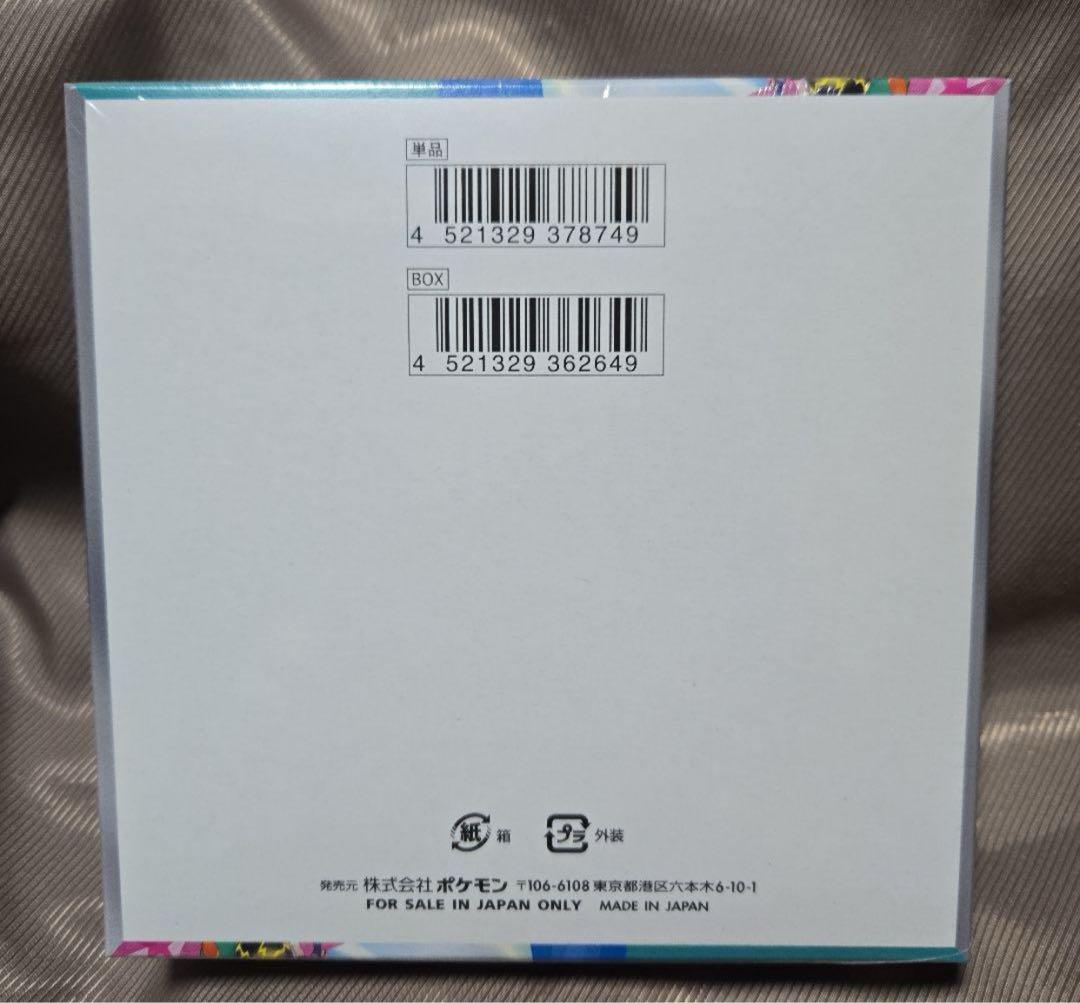 単品
4 521329 378749
BOX
4 521329 362649
紙 箱 プラ 外装
発売元 株式会社 ポケモン 〒106-6108 東京都港区六本木6-10-1
FOR SALE IN JAPAN ONLY MADE IN JAPAN